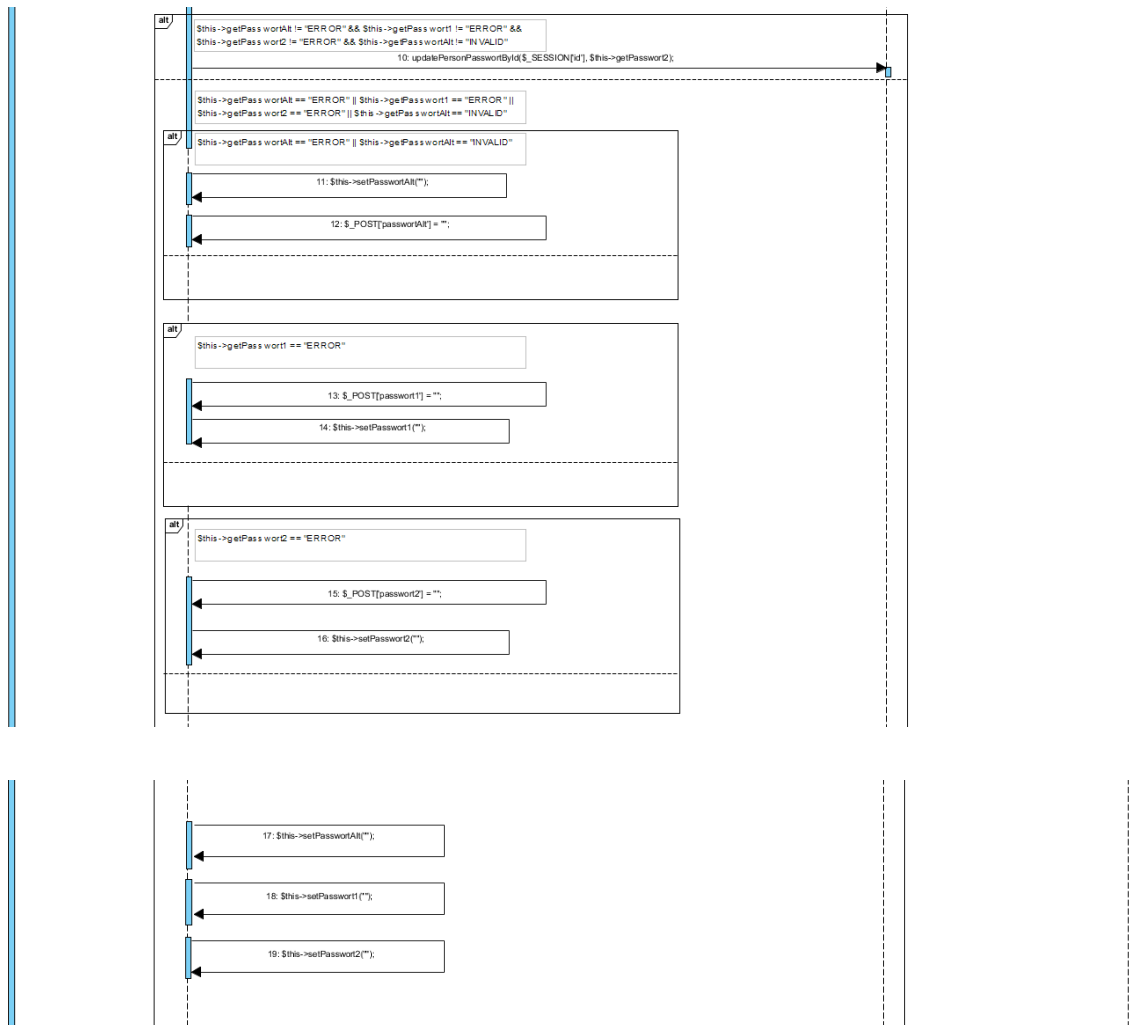 alt
$this->getPasswortAlt != "ERROR" && $this->getPasswort1 != "ERROR" &&
$this->getPasswort2 != "ERROR" && $this->getPasswortAlt != "INVALID"
10: updatePersonPasswortById($_SESSION['id'], $this->getPasswort2);
$this->getPasswortAlt == "ERROR" || $this->getPasswort1 == "ERROR" ||
$this->getPasswort2 == "ERROR" || $this->getPasswortAlt == "INVALID"
alt
$this->getPasswortAlt == "ERROR" || $this->getPasswortAlt == "INVALID"
11: $this->setPasswortAlt("");
12: $_POST['passwortAlt'] = "";
alt
$this->getPasswort1 == "ERROR"
13: $_POST['passwort1'] = "";
14: $this->setPasswort1("");
alt
$this->getPasswort2 == "ERROR"
15: $_POST['passwort2'] = "";
16: $this->setPasswort2("");
17: $this->setPasswortAlt("");
18: $this->setPasswort1("");
19: $this->setPasswort2("");